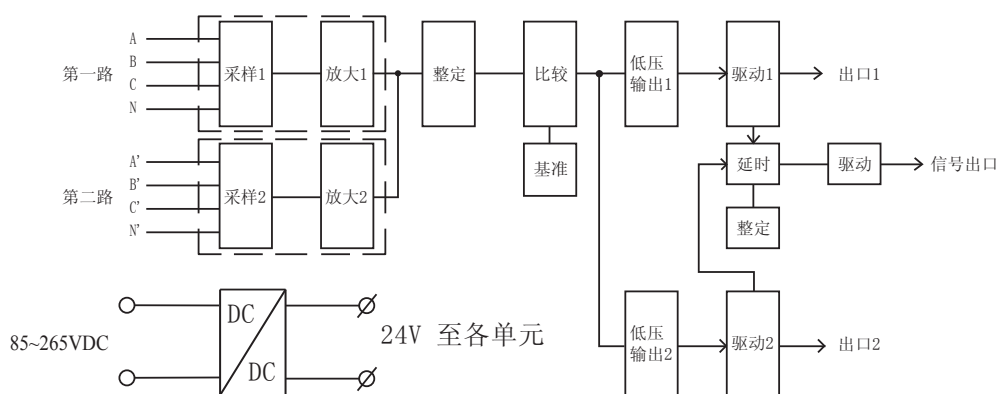 第一路
A
B
C
N
采样1
放大1
整定
比较
基准
低压
输出1
驱动1
出口1
延时
驱动
信号出口
整定
第二路
A'
B'
C'
N'
采样2
放大2
85~265VDC
DC
DC
24V 至各单元
低压
输出2
驱动2
出口2